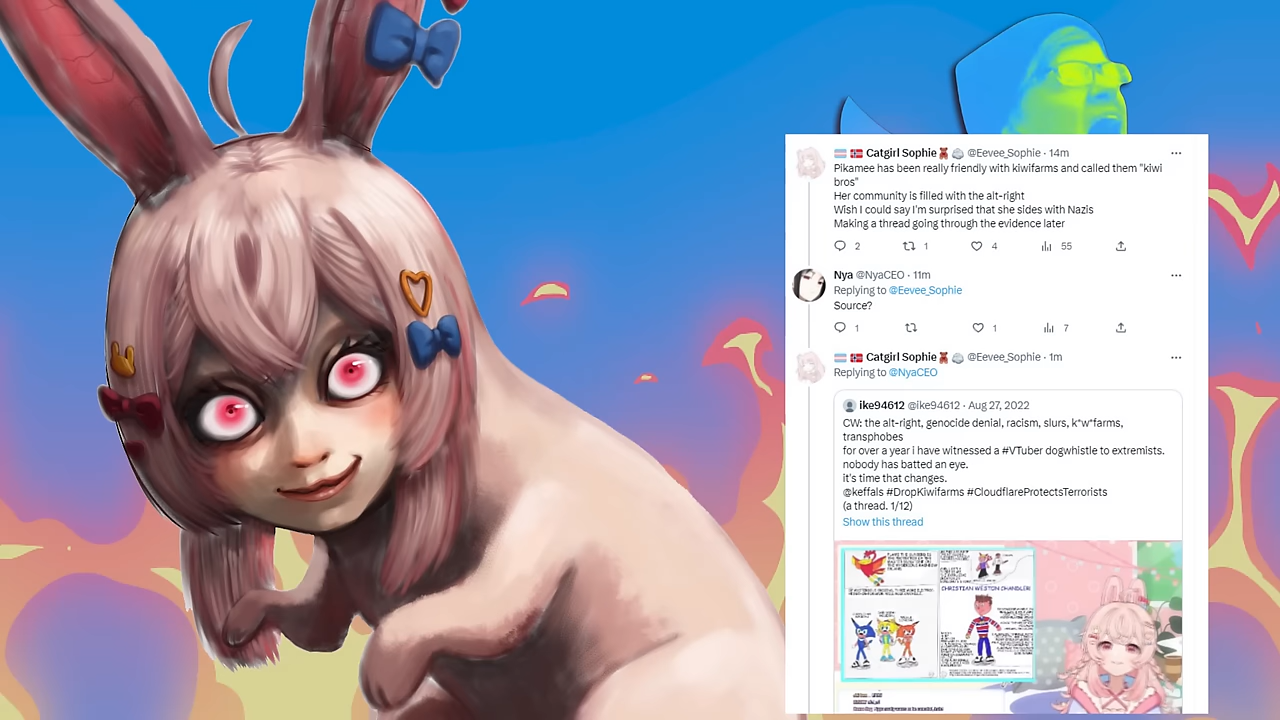 Catgirl Sophie @Eevee_Sophie · 14m
Pikamee has been really friendly with kiwifarms and called them "kiwi
bros"
Her community is filled with the alt-right
Wish I could say I'm surprised that she sides with Nazis
Making a thread going through the evidence later
2 1 4 55
Nya @NyaCEO · 11m
Replying to @Eevee_Sophie
Source?
1 1 7
Catgirl Sophie @Eevee_Sophie · 1m
Replying to @NyaCEO
ike94612 @ike94612 · Aug 27, 2022
CW: the alt-right, genocide denial, racism, slurs, k*w*farms,
transphobes
for over a year i have witnessed a #VTuber dogwhistle to extremists.
nobody has batted an eye.
it's time that changes.
@keffals #DropKiwifarms #CloudflareProtectsTerrorists
(a thread. 1/12)
Show this thread
CHRISTIAN WESTON CHANDLER!